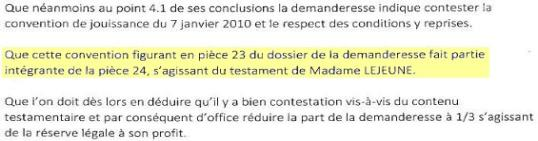 Que néanmoins au point 4.1 de ses conclusions la demanderesse indique contester la
convention de jouissance du 7 janvier 2010 et le respect des conditions y reprises.
Que cette convention figurant en pièce 23 du dossier de la demanderesse fait partie
intégrante de la pièce 24, s'agissant du testament de Madame LEJEUNE.
Que l'on doit dès lors en déduire qu'il y a bien contestation vis-à-vis du contenu
testamentaire et par conséquent d'office réduire la part de la demanderesse à 1/3 s'agissant
de la réserve légale à son profit.